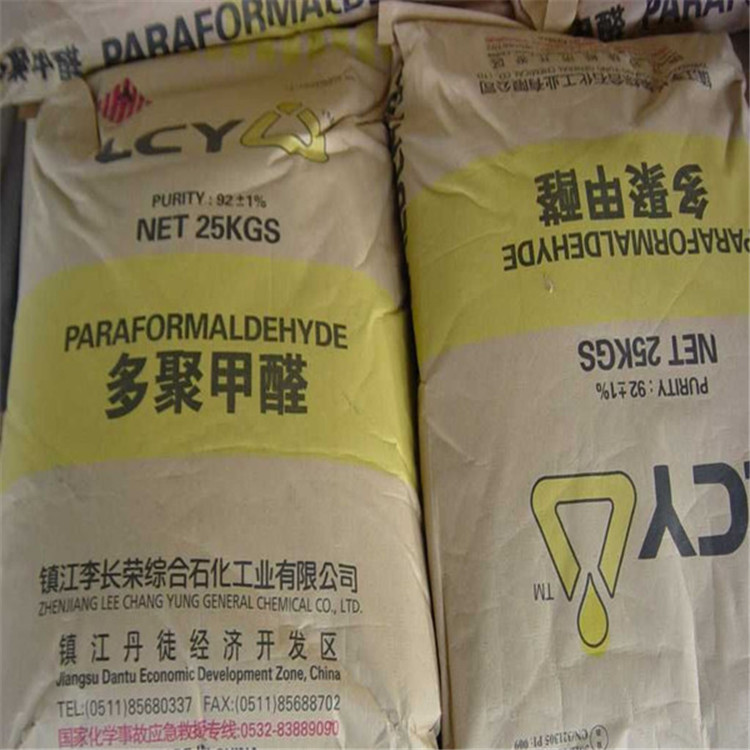 PARAFORMALDEHYDE
LCY
PURITY : 92±1%
NET 25KGS
PARAFORMALDEHYDE
多聚甲醛
镇江李长荣综合石化工业有限公司
ZHENJIANG LEE CHANG YUNG GENERAL CHEMICAL CO., LTD.
镇江丹徒经济开发区
Jiangsu Dantu Economic Development Zone, China
TEL:(0511)85680337 FAX:(0511)85688702
国家化学事故应急救援专线:0532-83889090
多聚甲醛
PARAFORMALDEHYDE
NET 25KGS
PURITY : 92±1%
LCY
TM